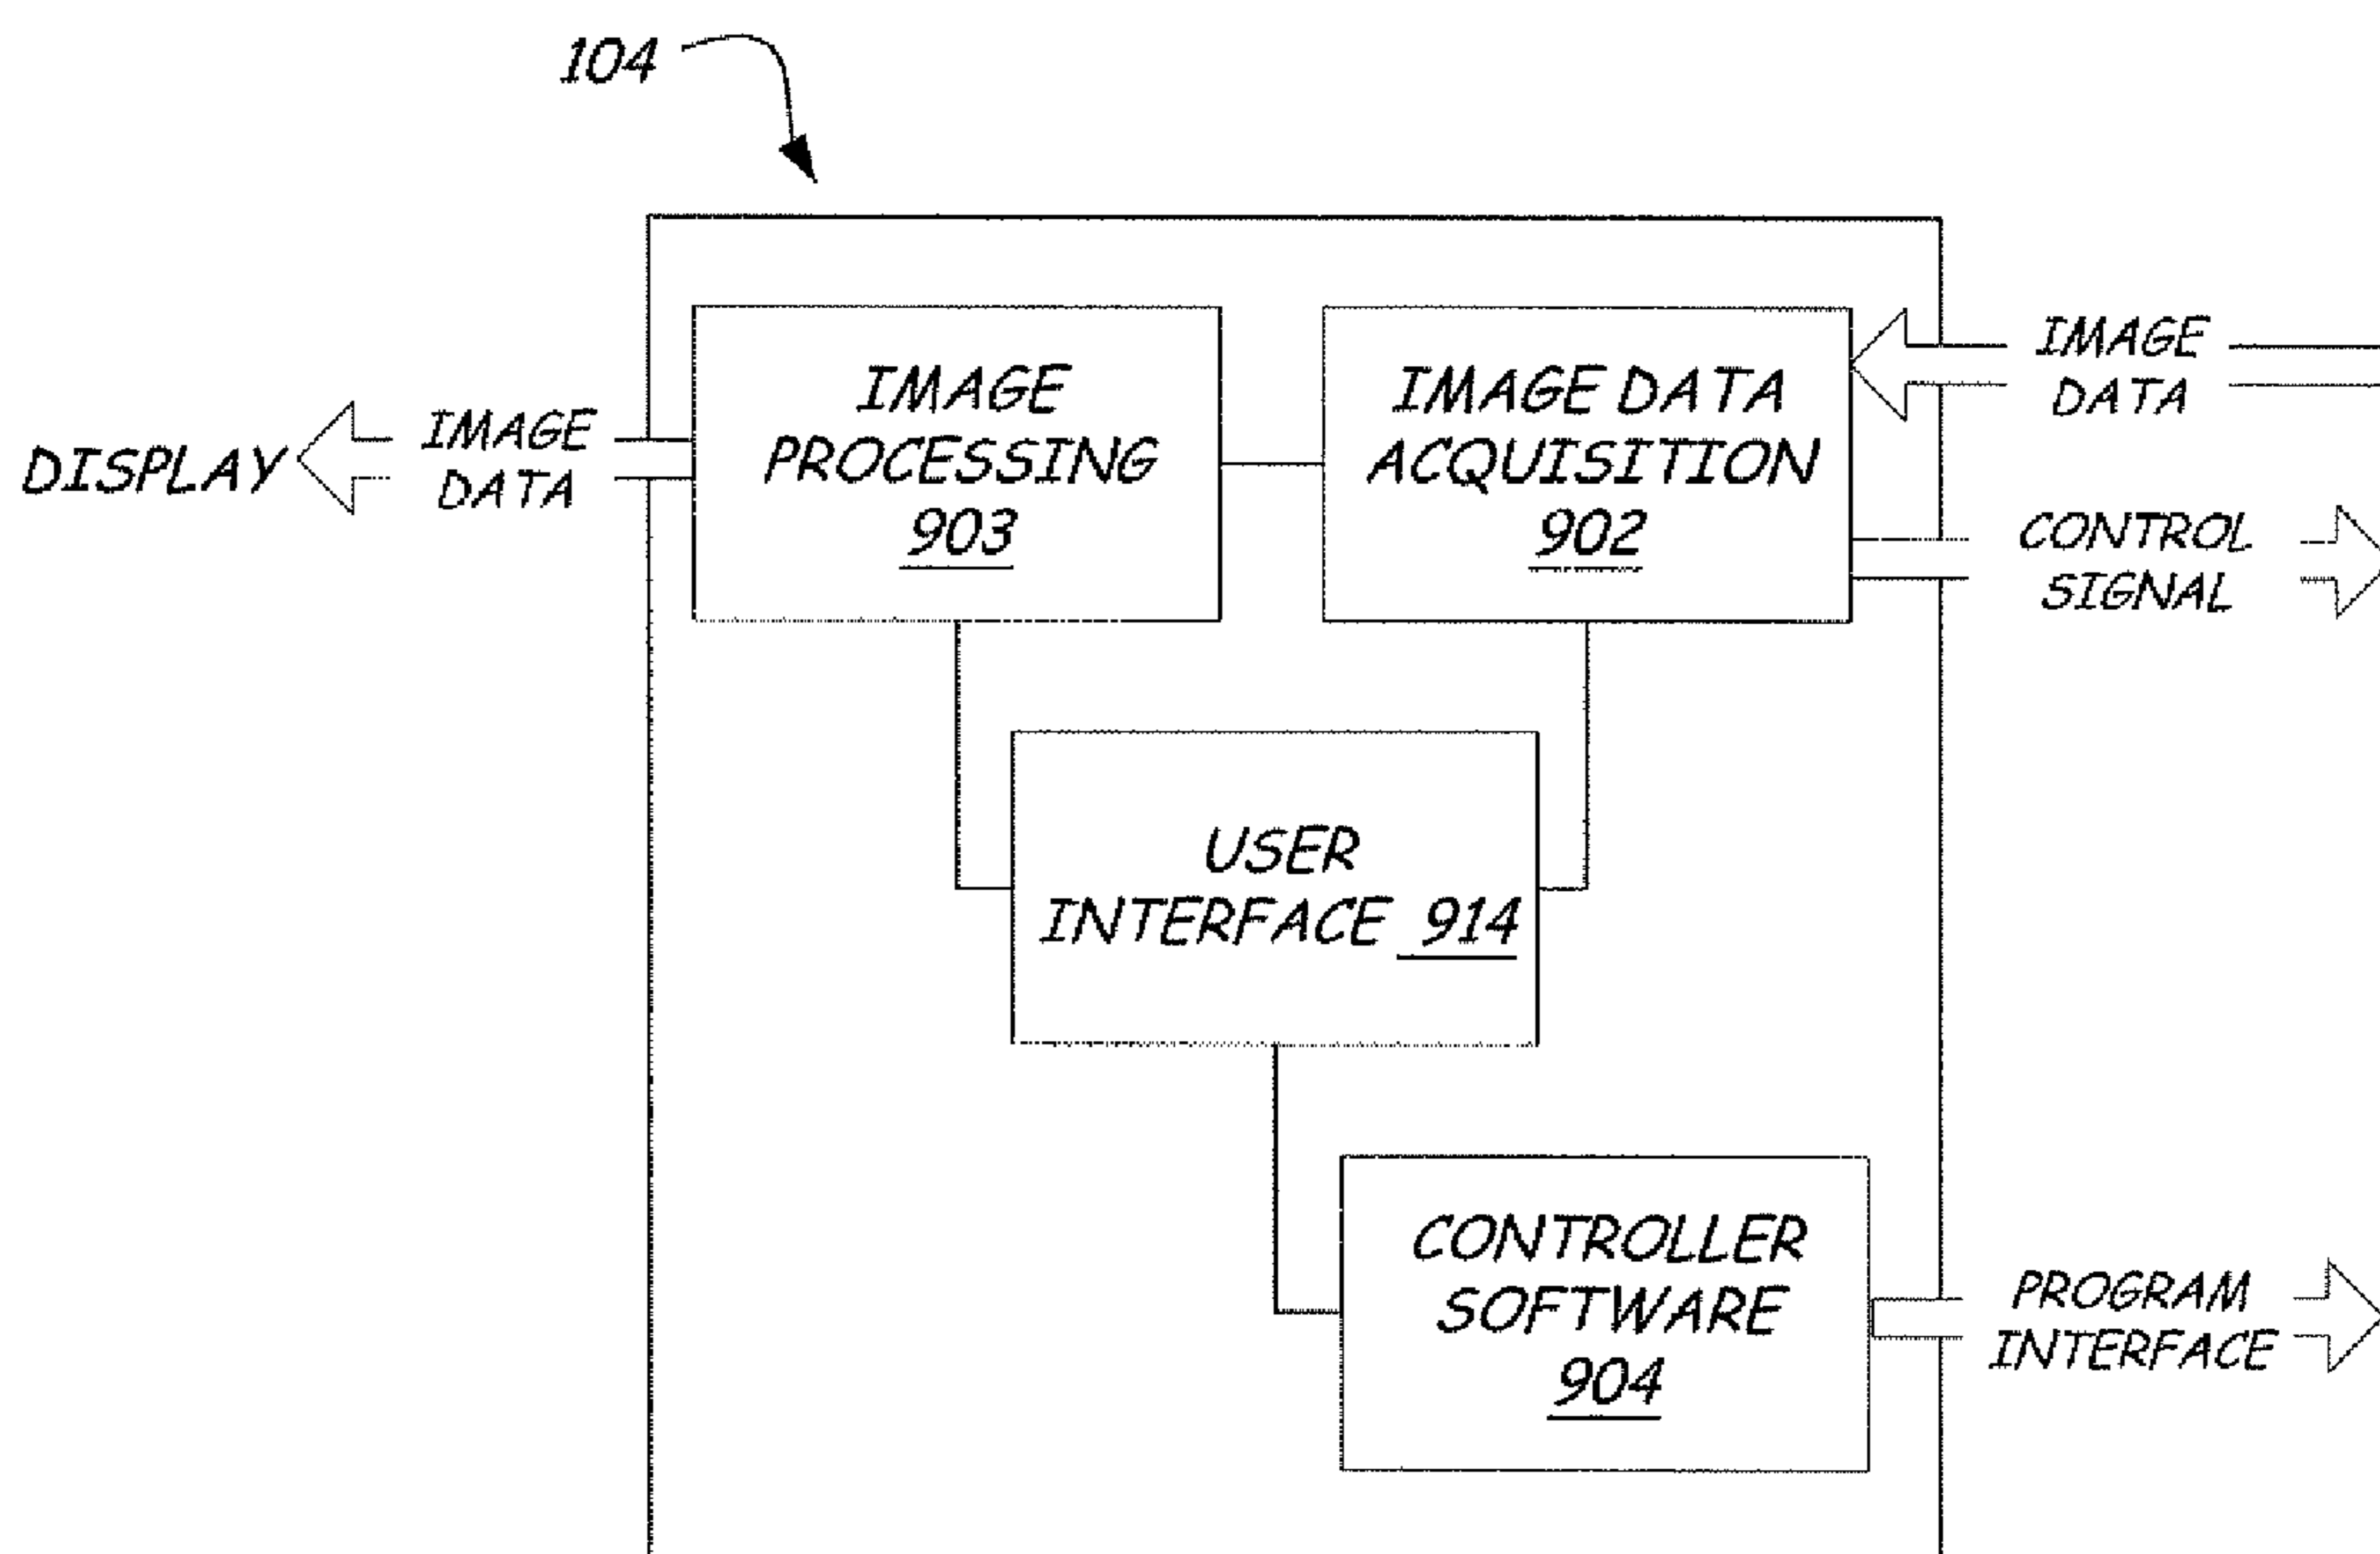 104
IMAGE
PROCESSING
903
IMAGE DATA
ACQUISITION
902
IMAGE
DATA
DISPLAY
IMAGE
DATA
CONTROL
SIGNAL
USER
INTERFACE 914
CONTROLLER
SOFTWARE
904
PROGRAM
INTERFACE